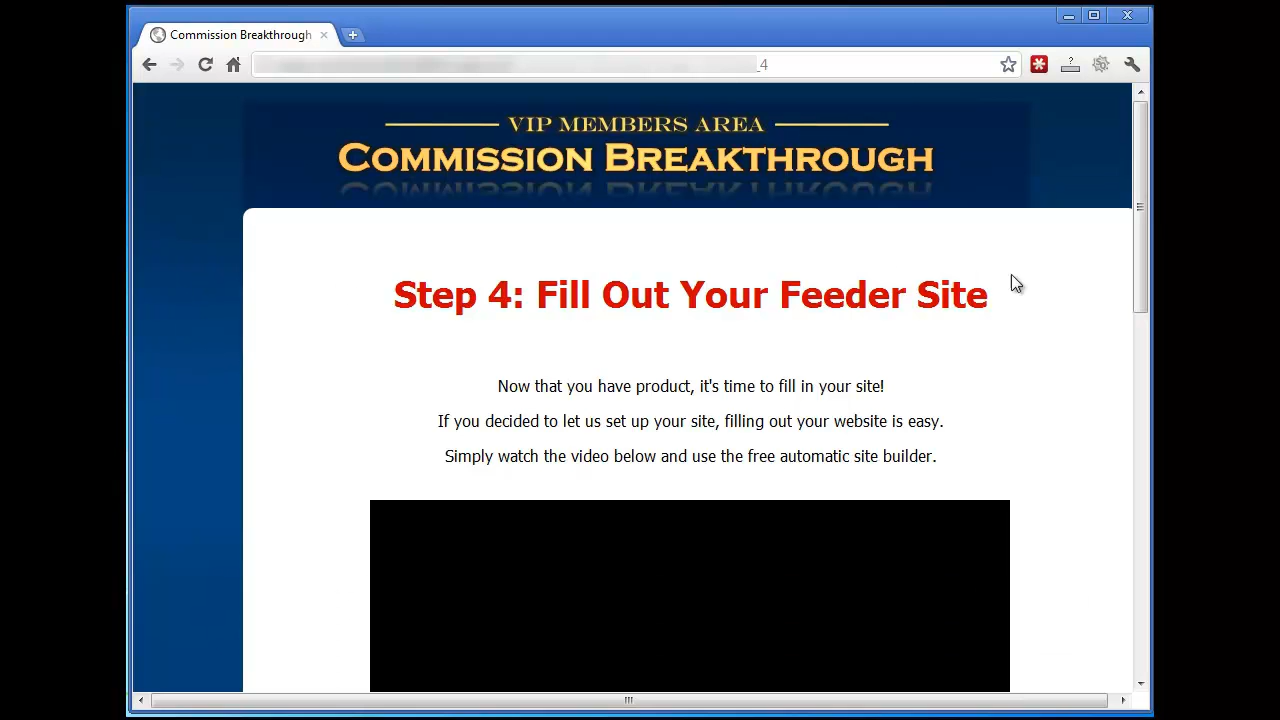 Commission Breakthrough
_4
VIP MEMBERS AREA
COMMISSION BREAKTHROUGH
Step 4: Fill Out Your Feeder Site
Now that you have product, it's time to fill in your site!
If you decided to let us set up your site, filling out your website is easy.
Simply watch the video below and use the free automatic site builder.